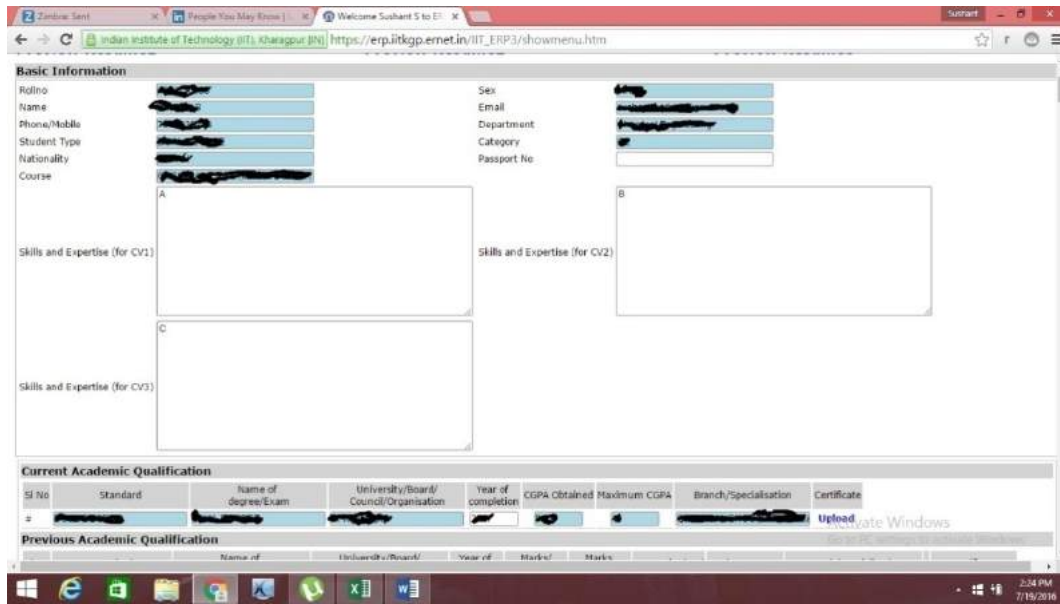 Zimbra: Sent
People You May Know | L
Welcome Sushant S to E
Sushant
Indian Institute of Technology (IIT), Kharagpur [IN] https://erp.iitkgp.ernet.in/IIT_ERP3/showmenu.htm
Basic Information
Rollno Sex
Name Email
Phone/Mobile Department
Student Type Category
Nationality Passport No
Course
A B
Skills and Expertise (for CV1) Skills and Expertise (for CV2)
C
Skills and Expertise (for CV3)
Current Academic Qualification
Sl No Standard Name of degree/Exam University/Board/ Council/Organisation Year of completion CGPA Obtained Maximum CGPA Branch/Specialisation Certificate
# Upload
Activate Windows
Go to PC settings to activate Windows.
Previous Academic Qualification
Name of University/Board/ Year of Marks/ Marks
2:24 PM
7/19/2016